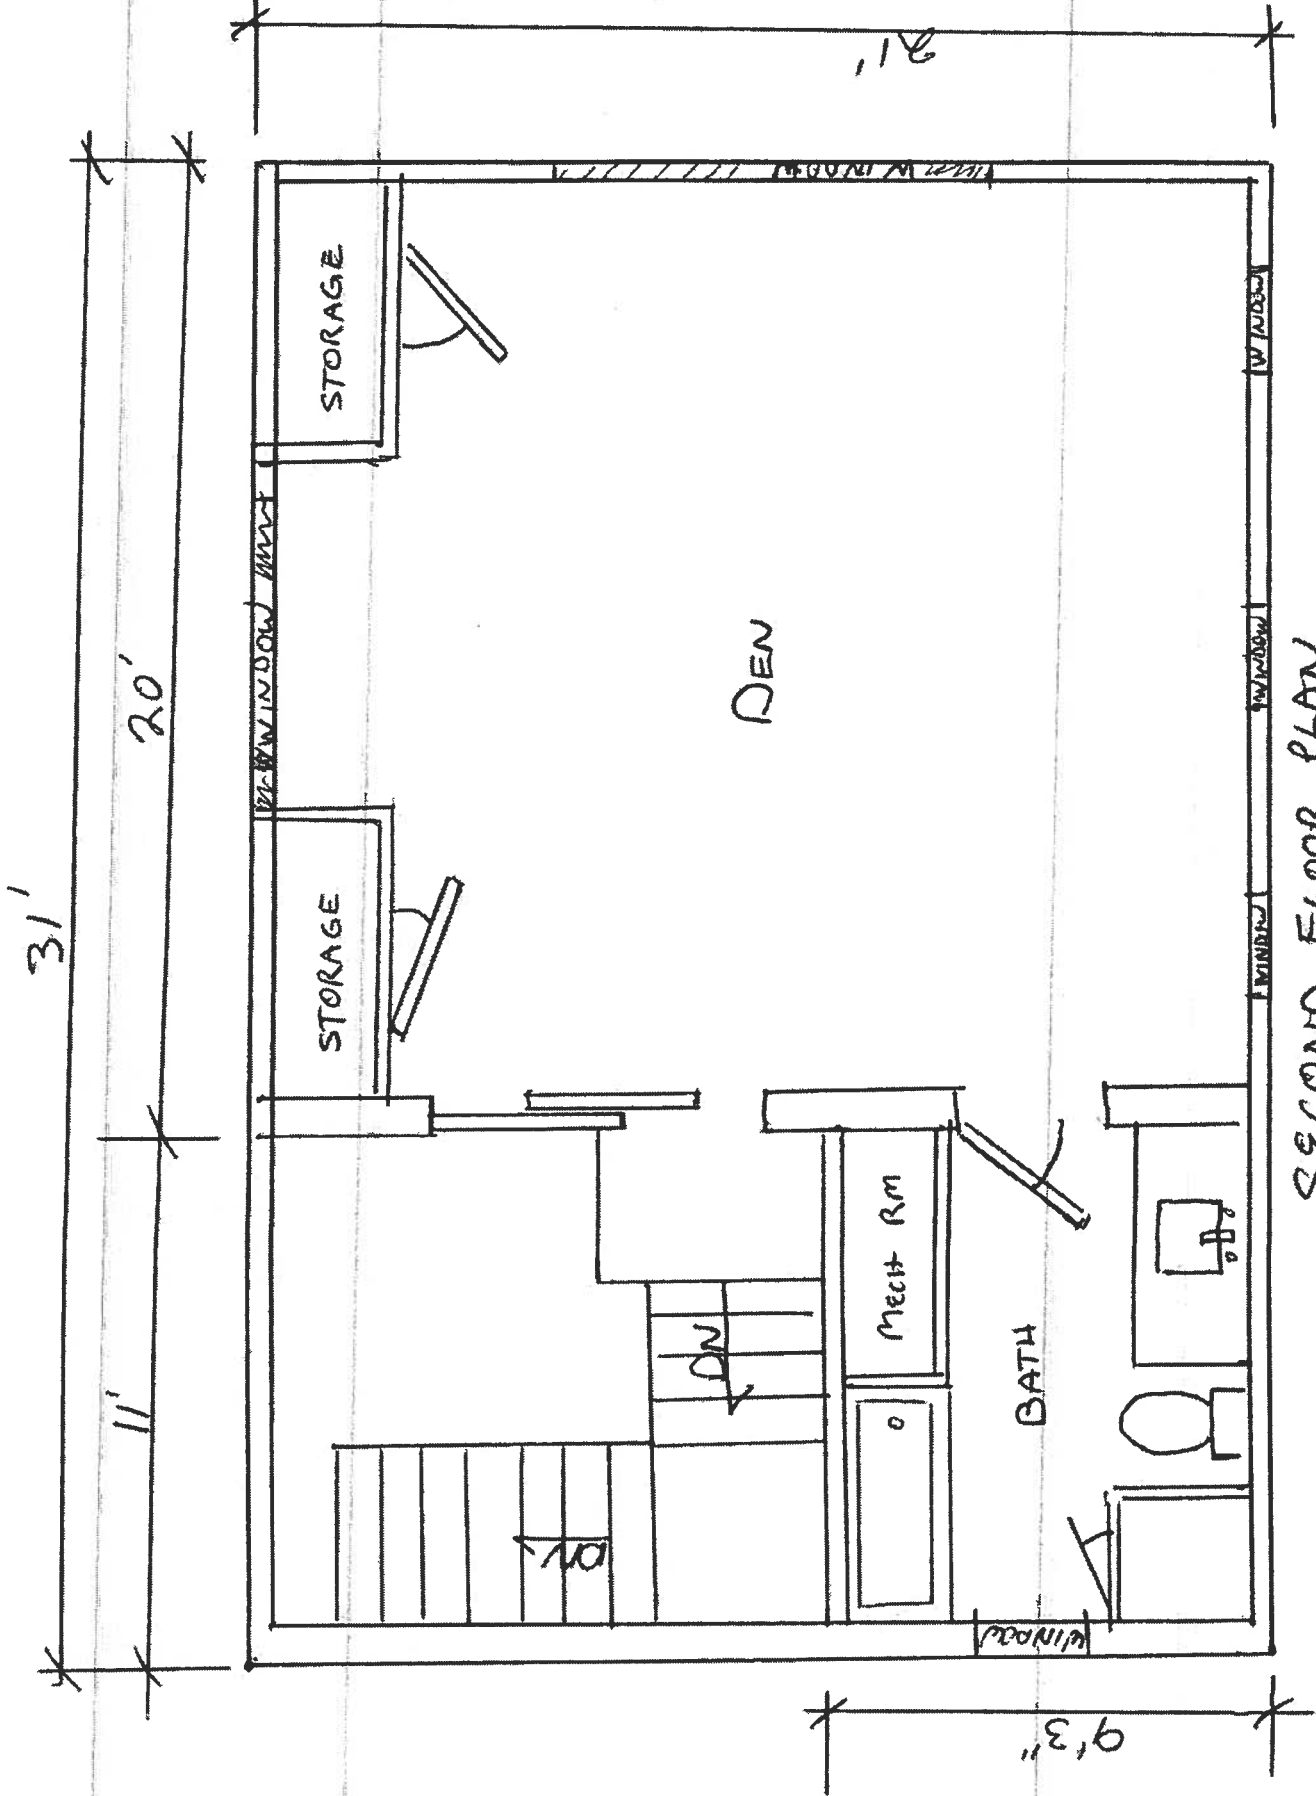 31'
20'
11'
21'
STORAGE
STORAGE
WINDOW
WINDOW
WINDOW
WINDOW
WINDOW
DEN
DN
DN
MECH RM
BATH
WINDOW
9'3"
SECOND FLOOR PLAN